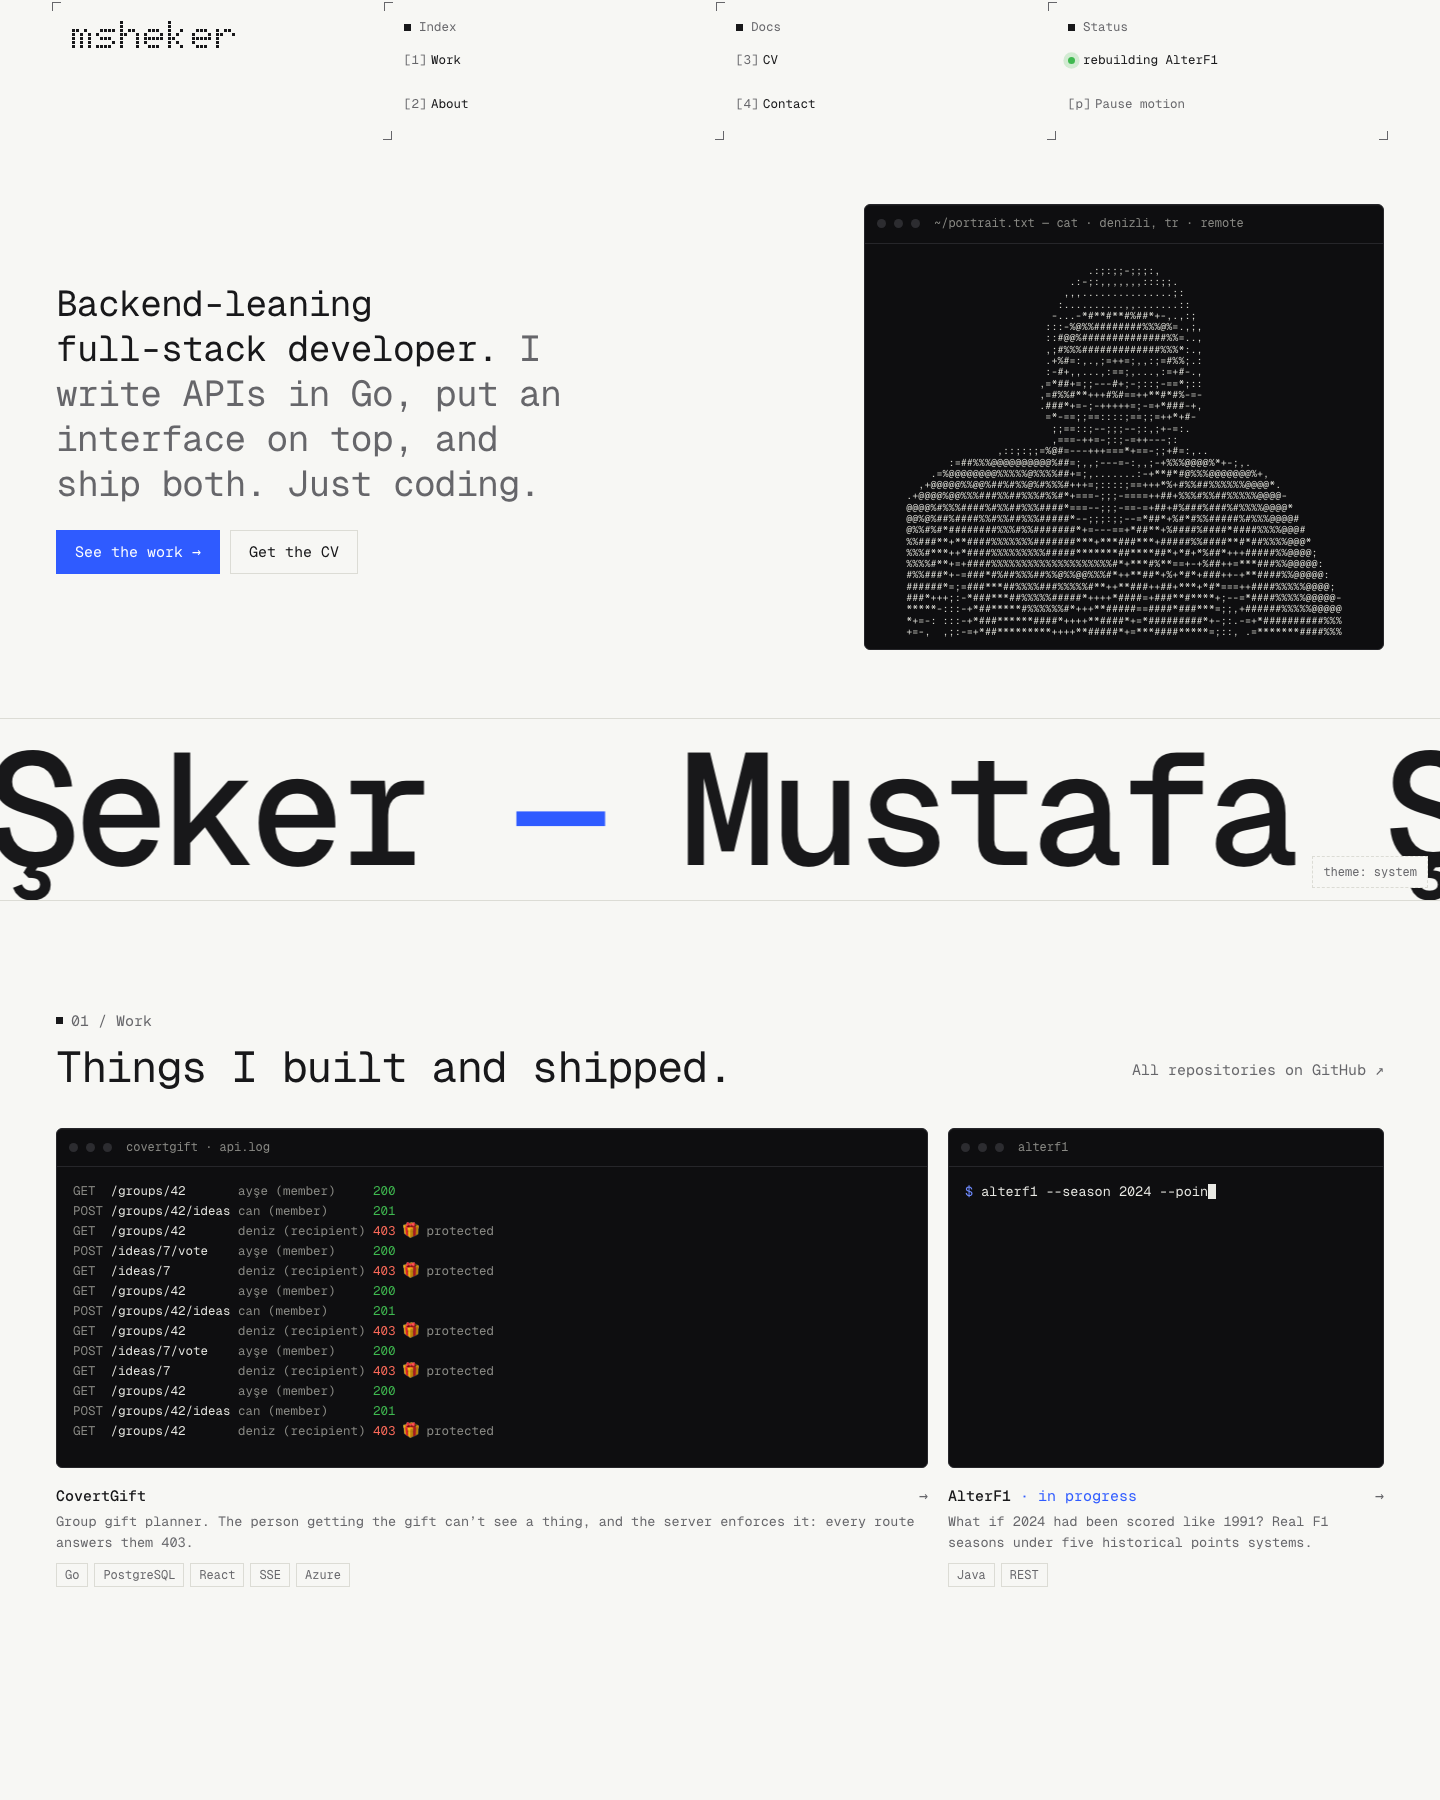 msheker
Index
[1] Work
[2] About
Docs
[3] CV
[4] Contact
Status
rebuilding AlterF1
[p] Pause motion
Backend-leaning
full-stack developer. I
write APIs in Go, put an
interface on top, and
ship both. Just coding.
See the work →
Get the CV
~/portrait.txt — cat · denizli, tr · remote
Şeker — Mustafa Ş
theme: system
01 / Work
Things I built and shipped.
All repositories on GitHub ↗
covertgift · api.log
GET /groups/42 ayşe (member) 200
POST /groups/42/ideas can (member) 201
GET /groups/42 deniz (recipient) 403 🎁 protected
POST /ideas/7/vote ayşe (member) 200
GET /ideas/7 deniz (recipient) 403 🎁 protected
GET /groups/42 ayşe (member) 200
POST /groups/42/ideas can (member) 201
GET /groups/42 deniz (recipient) 403 🎁 protected
POST /ideas/7/vote ayşe (member) 200
GET /ideas/7 deniz (recipient) 403 🎁 protected
GET /groups/42 ayşe (member) 200
POST /groups/42/ideas can (member) 201
GET /groups/42 deniz (recipient) 403 🎁 protected
CovertGift →
Group gift planner. The person getting the gift can’t see a thing, and the server enforces it: every route
answers them 403.
Go PostgreSQL React SSE Azure
alterf1
$ alterf1 --season 2024 --poin
AlterF1 · in progress →
What if 2024 had been scored like 1991? Real F1
seasons under five historical points systems.
Java REST